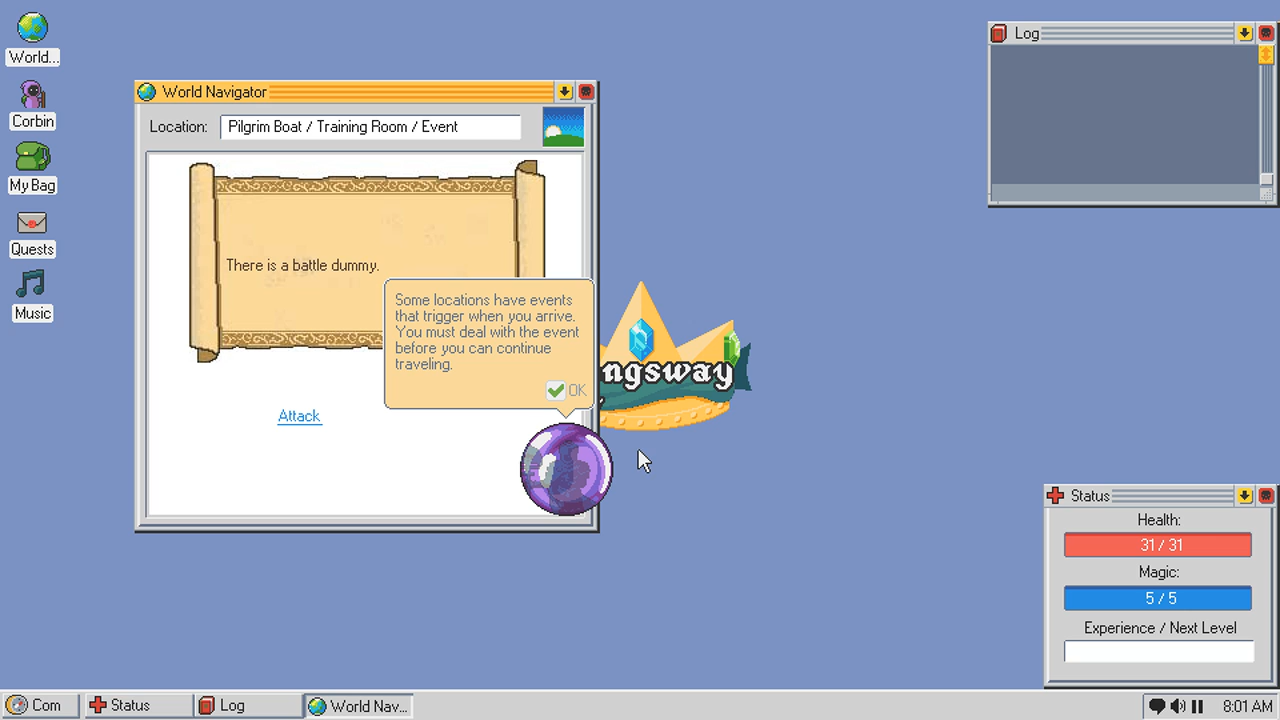 World...
Corbin
My Bag
Quests
Music
World Navigator
Location: Pilgrim Boat / Training Room / Event
There is a battle dummy.
Some locations have events
that trigger when you arrive.
You must deal with the event
before you can continue
traveling.
OK
Attack
ngsway
Log
Status
Health:
31 / 31
Magic:
5 / 5
Experience / Next Level
Com
Status
Log
World Nav...
8:01 AM